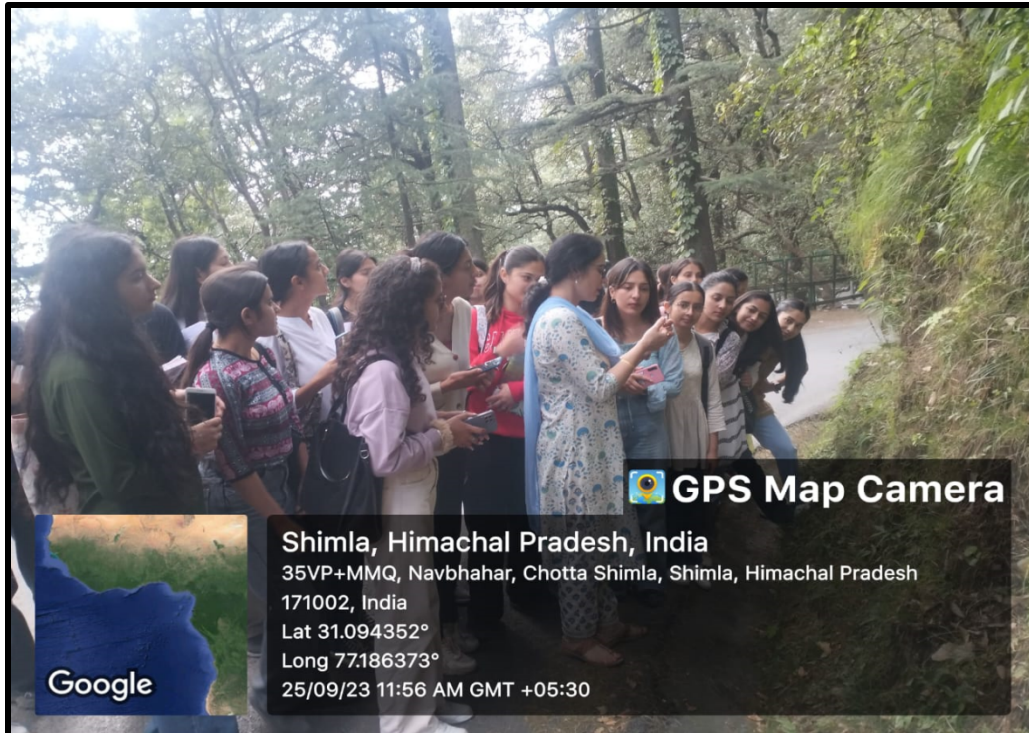 GPS Map Camera
Shimla, Himachal Pradesh, India
35VP+MMQ, Navbhahar, Chotta Shimla, Shimla, Himachal Pradesh
171002, India
Lat 31.094352°
Long 77.186373°
25/09/23 11:56 AM GMT +05:30
Google